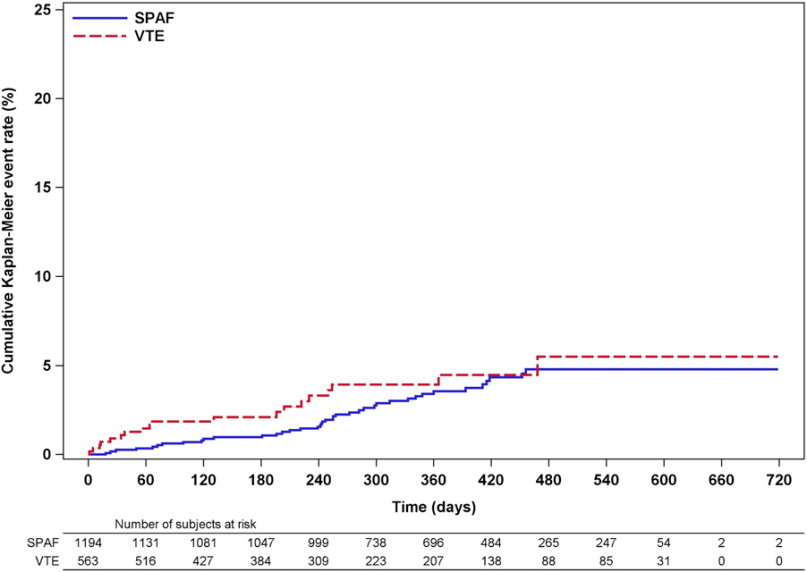 SPAF
VTE
25
20
15
10
5
0
Cumulative Kaplan-Meier event rate (%)
0 60 120 180 240 300 360 420 480 540 600 660 720
Time (days)
Number of subjects at risk
SPAF 1194 1131 1081 1047 999 738 696 484 265 247 54 2 2
VTE 563 516 427 384 309 223 207 138 88 85 31 0 0